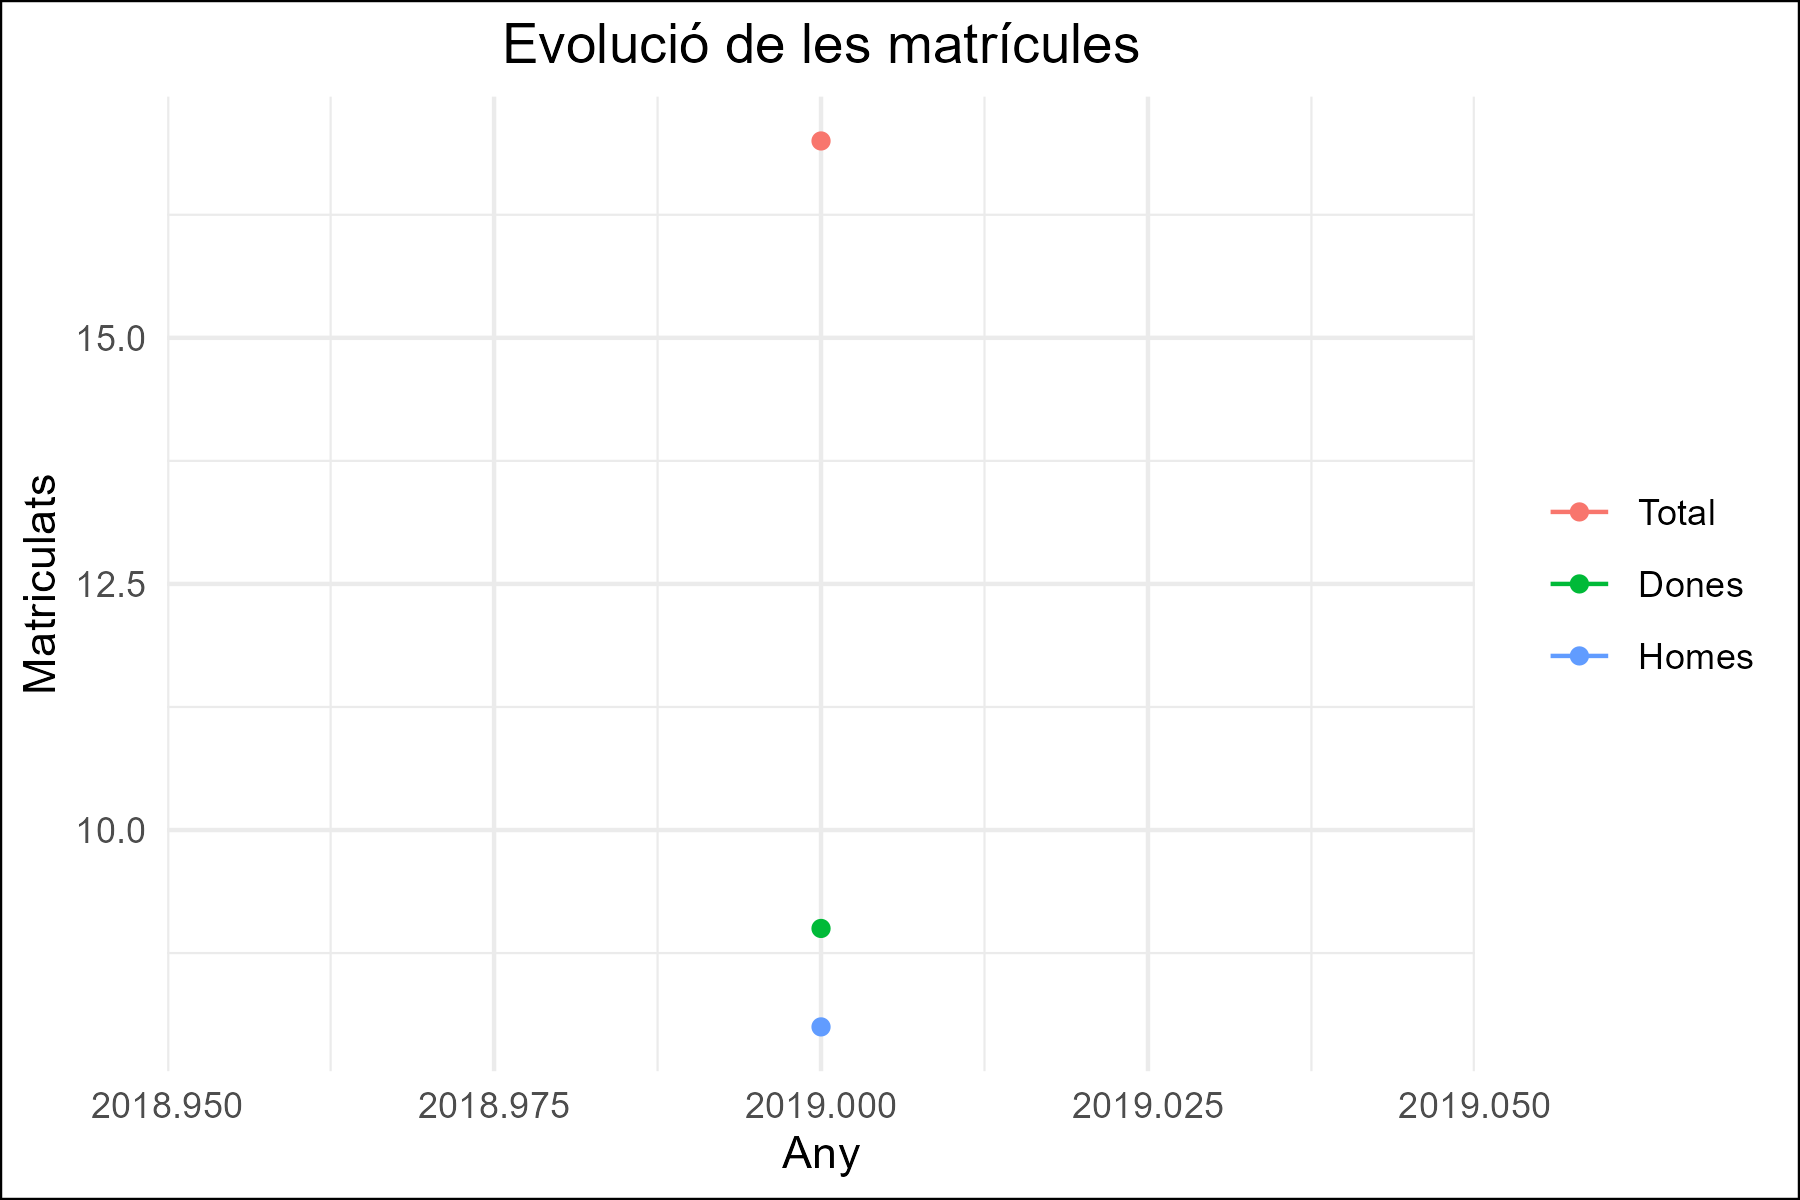 Evolució de les matrícules
Matriculats
15.0
12.5
10.0
2018.950
2018.975
2019.000
2019.025
2019.050
Any
Total
Dones
Homes